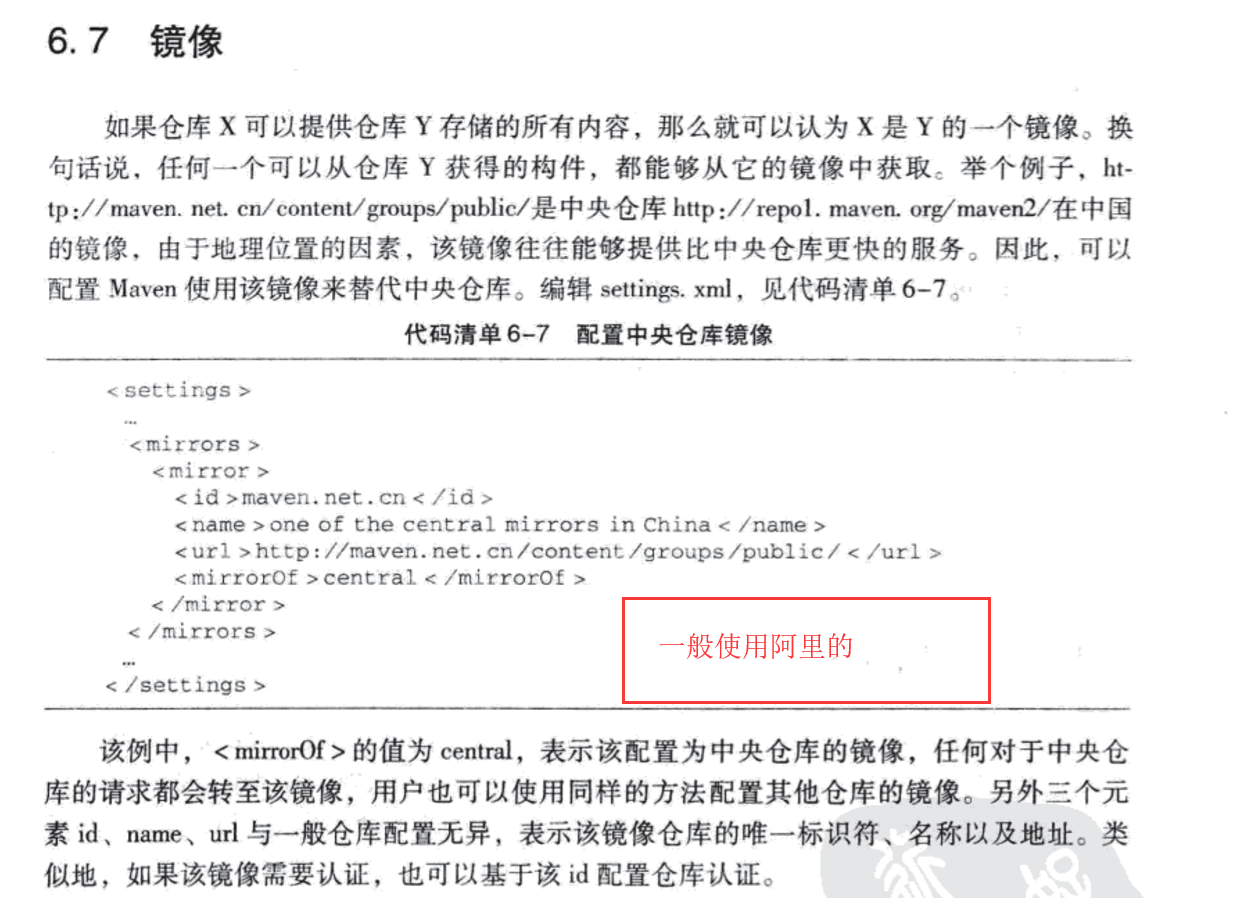 6.7 镜像
如果仓库 X 可以提供仓库 Y 存储的所有内容，那么就可以认为 X 是 Y 的一个镜像。换
句话说，任何一个可以从仓库 Y 获得的构件，都能够从它的镜像中获取。举个例子，ht-
tp://maven. net. cn/content/groups/public/是中央仓库 http://repo1. maven. org/maven2/在中国
的镜像，由于地理位置的因素，该镜像往往能够提供比中央仓库更快的服务。因此，可以
配置 Maven 使用该镜像来替代中央仓库。编辑 settings. xml，见代码清单 6-7。
代码清单 6-7 配置中央仓库镜像
<settings>
…
<mirrors>
<mirror>
<id>maven.net.cn</id>
<name>one of the central mirrors in China</name>
<url>http://maven.net.cn/content/groups/public/</url>
<mirrorOf>central</mirrorOf>
</mirror>
</mirrors>
一般使用阿里的
…
</settings>
该例中，<mirrorOf>的值为 central，表示该配置为中央仓库的镜像，任何对于中央仓
库的请求都会转至该镜像，用户也可以使用同样的方法配置其他仓库的镜像。另外三个元
素 id、name、url 与一般仓库配置无异，表示该镜像仓库的唯一标识符、名称以及地址。类
似地，如果该镜像需要认证，也可以基于该 id 配置仓库认证。